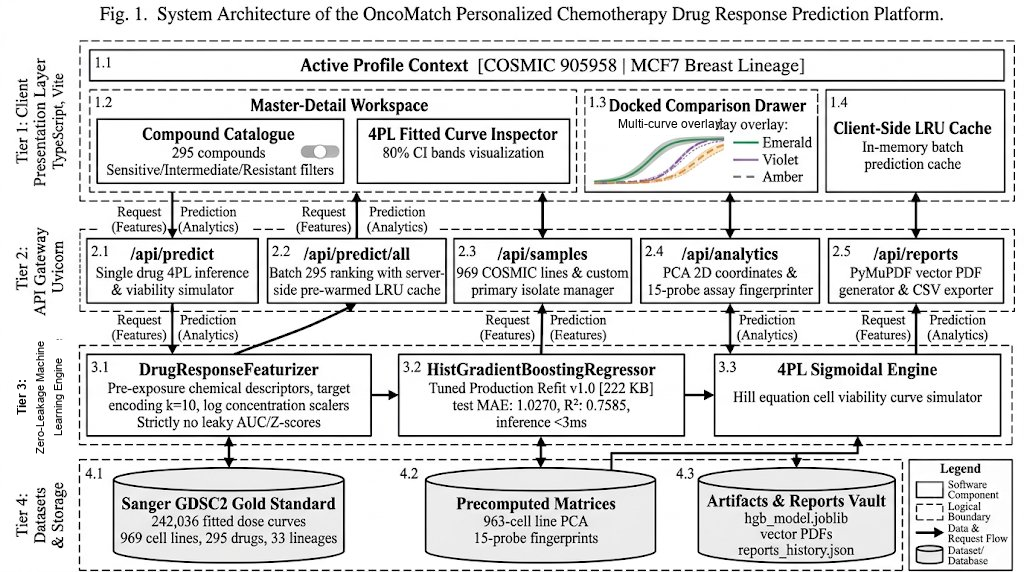 Fig. 1. System Architecture of the OncoMatch Personalized Chemotherapy Drug Response Prediction Platform.
Tier 1: Client
Presentation Layer
TypeScript, Vite
1.1
Active Profile Context [COSMIC 905958 | MCF7 Breast Lineage]
1.2
Master-Detail Workspace
Compound Catalogue
295 compounds
Sensitive/Intermediate/Resistant filters
4PL Fitted Curve Inspector
80% CI bands visualization
1.3 Docked Comparison Drawer
Multi-curve overlay
lay overlay:
Emerald
Violet
Amber
1.4
Client-Side LRU Cache
In-memory batch
prediction cache
Request
(Features)
Prediction
(Analytics)
Request
(Features)
Prediction
(Analytics)
Tier 2:
API Gateway
Uvicorn
2.1 /api/predict
Single drug 4PL inference
& viability simulator
2.2 /api/predict/all
Batch 295 ranking with server-
side pre-warmed LRU cache
2.3 /api/samples
969 COSMIC lines & custom
primary isolate manager
2.4 /api/analytics
PCA 2D coordinates &
15-probe assay fingerprinter
2.5 /api/reports
PyMuPDF vector PDF
generator & CSV exporter
Request
(Features)
Prediction
(Analytics)
Request
(Features)
Prediction
(Analytics)
Prediction
(Analytics)
Request
(Features)
Prediction
(Analytics)
Tier 3:
Zero-Leakage Machine
Learning Engine
3.1
DrugResponseFeaturizer
Pre-exposure chemical descriptors, target
encoding k=10, log concentration scalers
Strictly no leaky AUC/Z-scores
3.2
HistGradientBoostingRegressor
Tuned Production Refit v1.0 [222 KB]
test MAE: 1.0270, R²: 0.7585,
inference <3ms
3.3
4PL Sigmoidal Engine
Hill equation cell viability curve simulator
Tier 4:
Datasets
& Storage
4.1
Sanger GDSC2 Gold Standard
242,036 fitted dose curves
969 cell lines, 295 drugs, 33 lineages
4.2
Precomputed Matrices
963-cell line PCA
15-probe fingerprints
4.3
Artifacts & Reports Vault
hgb_model.joblib
vector PDFs
reports_history.json
Legend
Software
Component
Logical
Boundary
Data &
Request Flow
Dataset/
Database